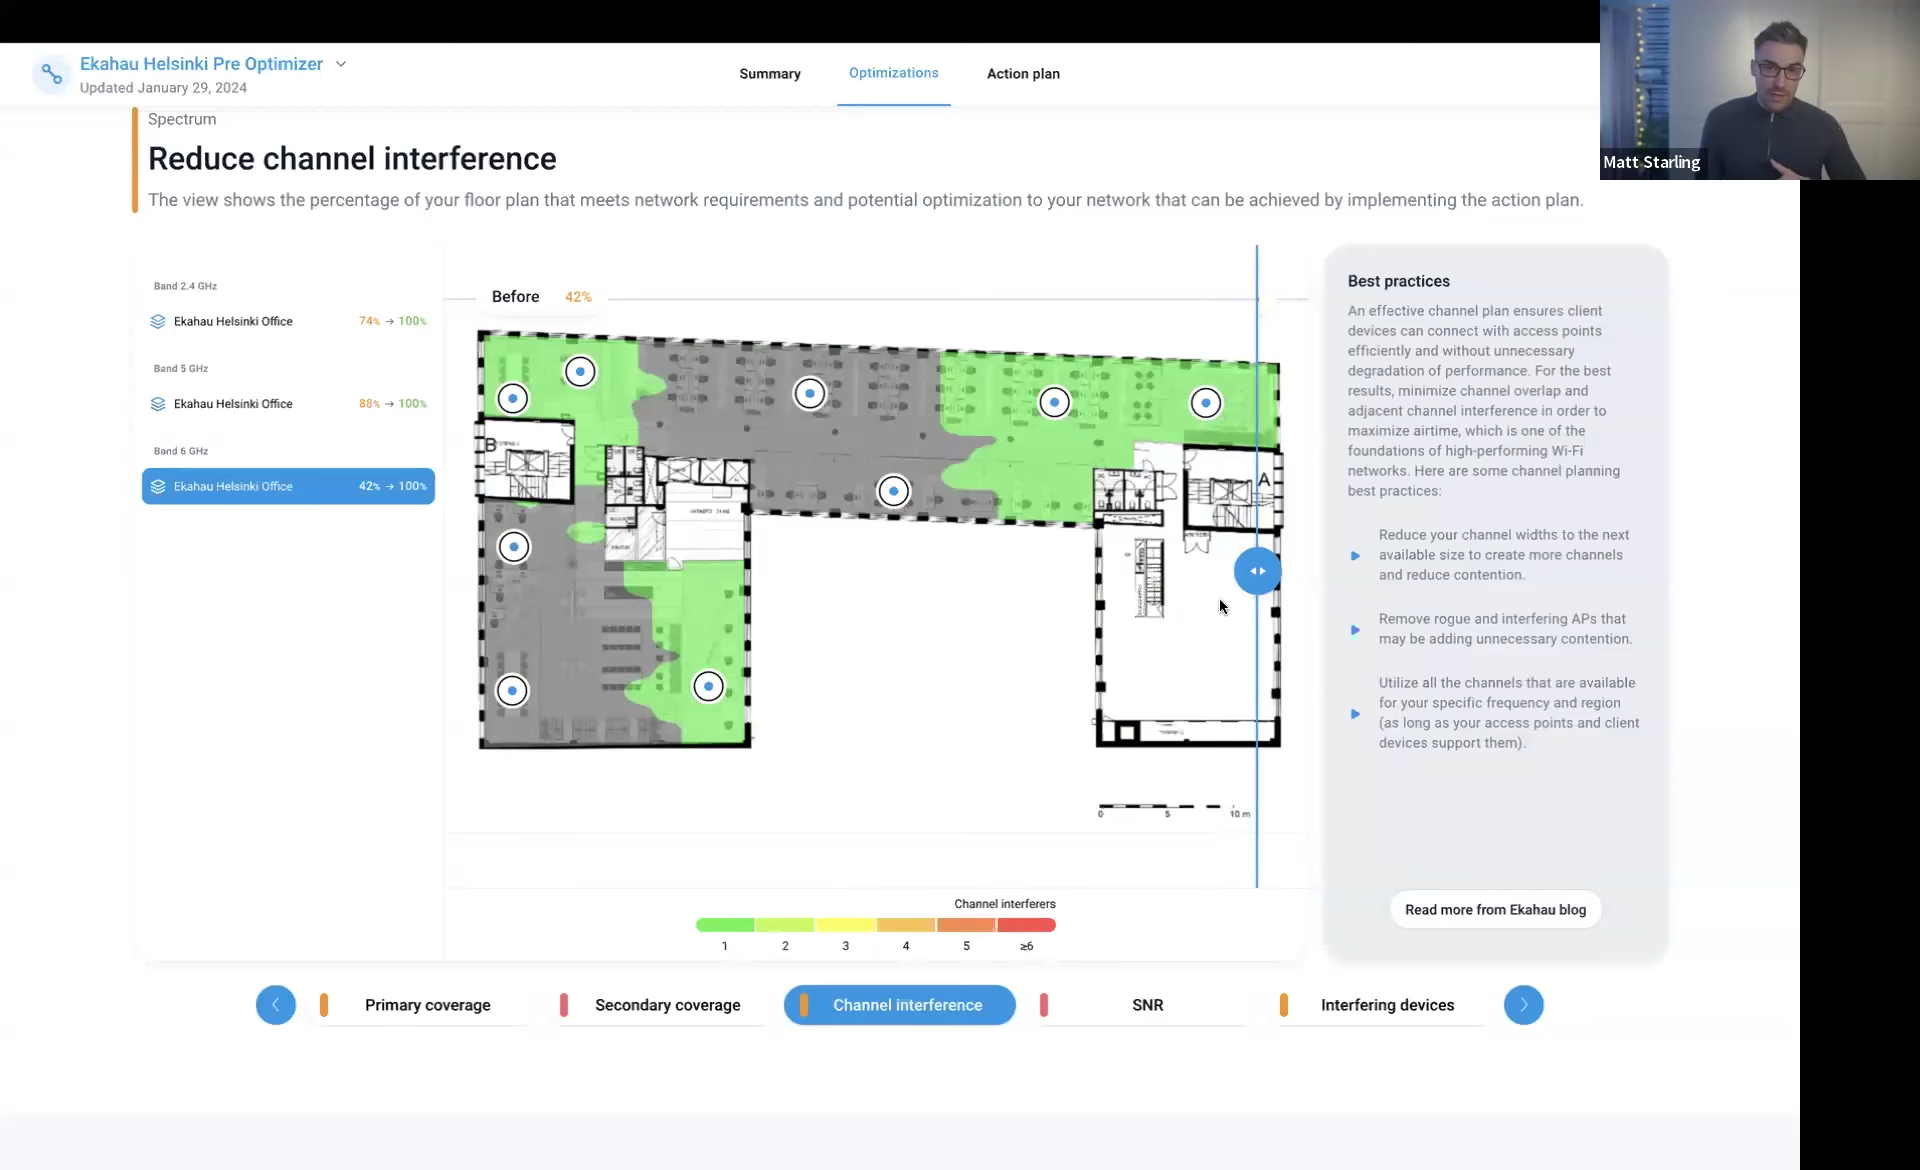 Ekahau Helsinki Pre Optimizer
Updated January 29, 2024
Summary
Optimizations
Action plan
Matt Starling
Spectrum
Reduce channel interference
The view shows the percentage of your floor plan that meets network requirements and potential optimization to your network that can be achieved by implementing the action plan.
Band 2.4 GHz
Ekahau Helsinki Office 74% → 100%
Band 5 GHz
Ekahau Helsinki Office 88% → 100%
Band 6 GHz
Ekahau Helsinki Office 42% → 100%
Before 42%
B
A
0 5 10 m
Channel interferers
1 2 3 4 5 ≥6
Best practices
An effective channel plan ensures client
devices can connect with access points
efficiently and without unnecessary
degradation of performance. For the best
results, minimize channel overlap and
adjacent channel interference in order to
maximize airtime, which is one of the
foundations of high-performing Wi-Fi
networks. Here are some channel planning
best practices:
Reduce your channel widths to the next
available size to create more channels
and reduce contention.
Remove rogue and interfering APs that
may be adding unnecessary contention.
Utilize all the channels that are available
for your specific frequency and region
(as long as your access points and client
devices support them).
Read more from Ekahau blog
Primary coverage
Secondary coverage
Channel interference
SNR
Interfering devices